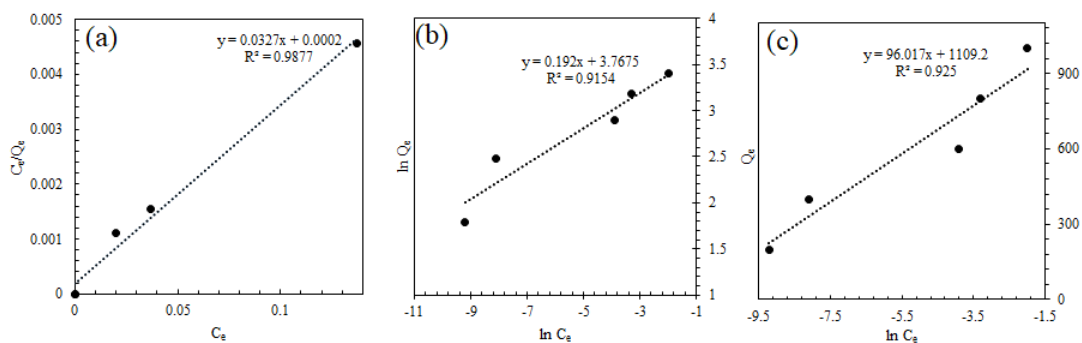 (a)
y = 0.0327x + 0.0002
R² = 0.9877
0.005
0.004
0.003
0.002
0.001
0
Cₑ/Qₑ
0
0.05
0.1
Cₑ
(b)
y = 0.192x + 3.7675
R² = 0.9154
4
3.5
3
2.5
2
1.5
1
ln Qₑ
-11
-9
-7
-5
-3
-1
ln Cₑ
(c)
y = 96.017x + 1109.2
R² = 0.925
900
600
300
0
Qₑ
-9.5
-7.5
-5.5
-3.5
-1.5
ln Cₑ